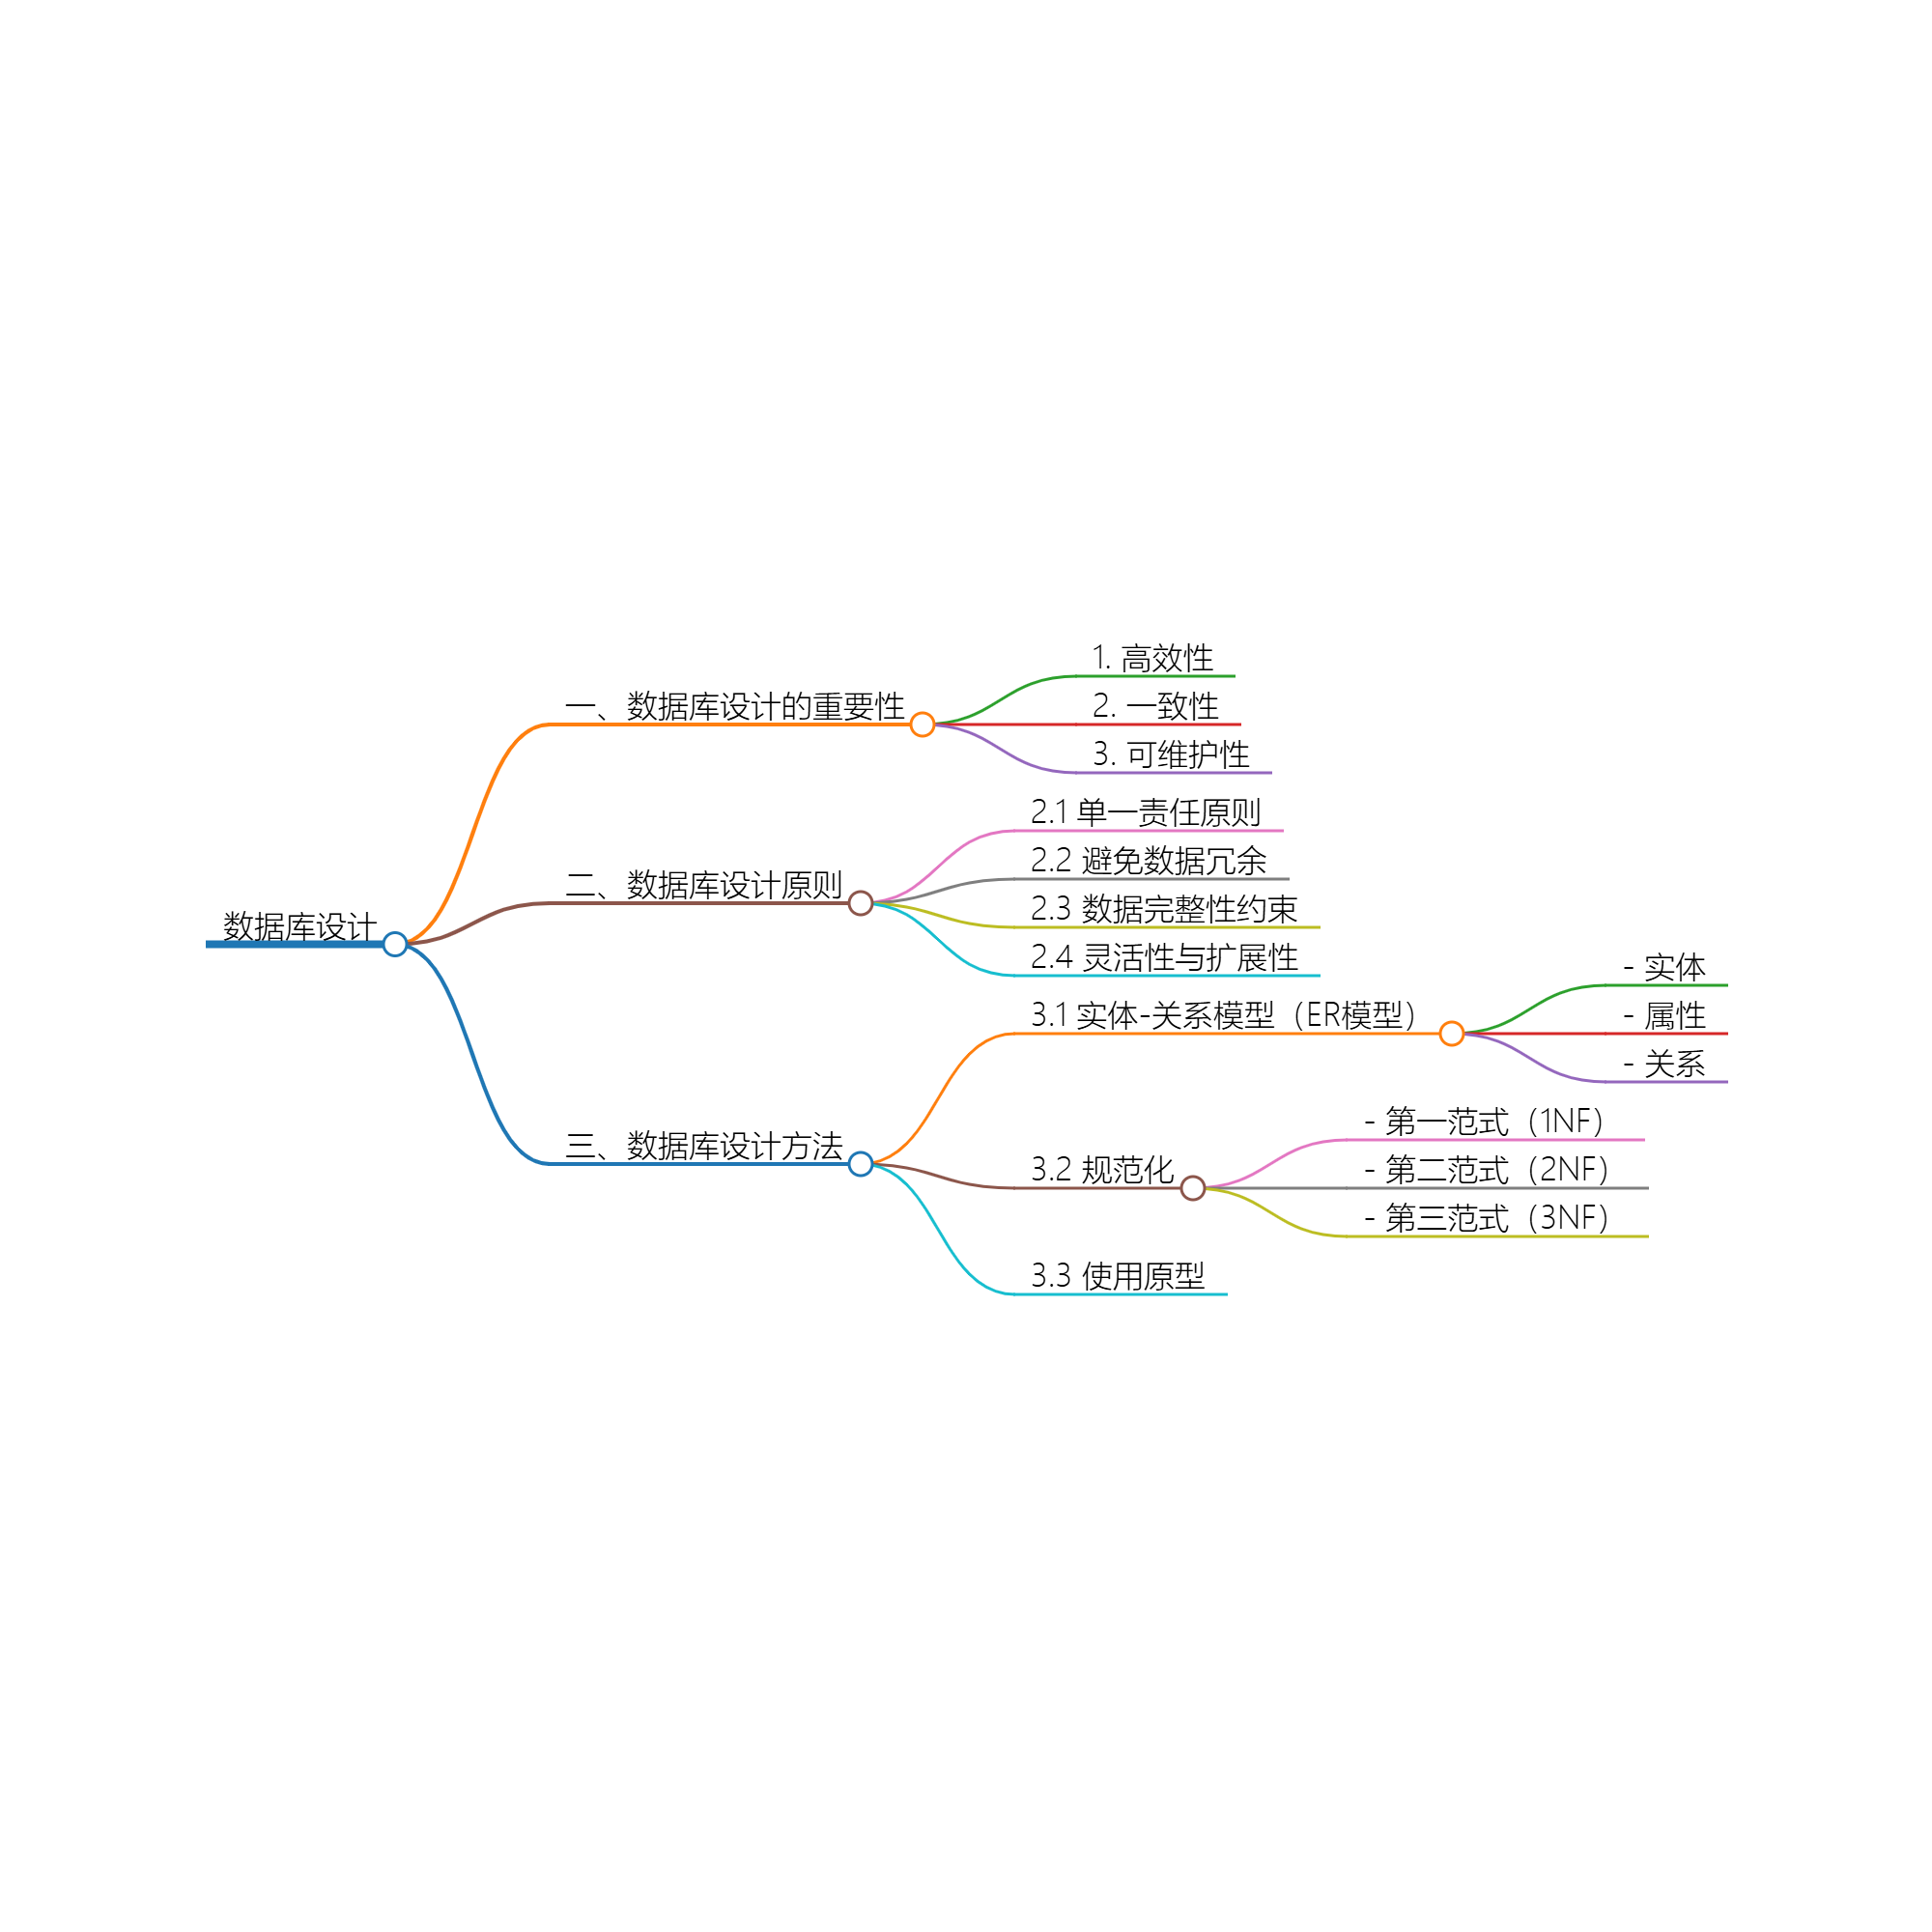 数据库设计
一、数据库设计的重要性
1. 高效性
2. 一致性
3. 可维护性
二、数据库设计原则
2.1 单一责任原则
2.2 避免数据冗余
2.3 数据完整性约束
2.4 灵活性与扩展性
三、数据库设计方法
3.1 实体-关系模型（ER模型）
- 实体
- 属性
- 关系
3.2 规范化
- 第一范式（1NF）
- 第二范式（2NF）
- 第三范式（3NF）
3.3 使用原型